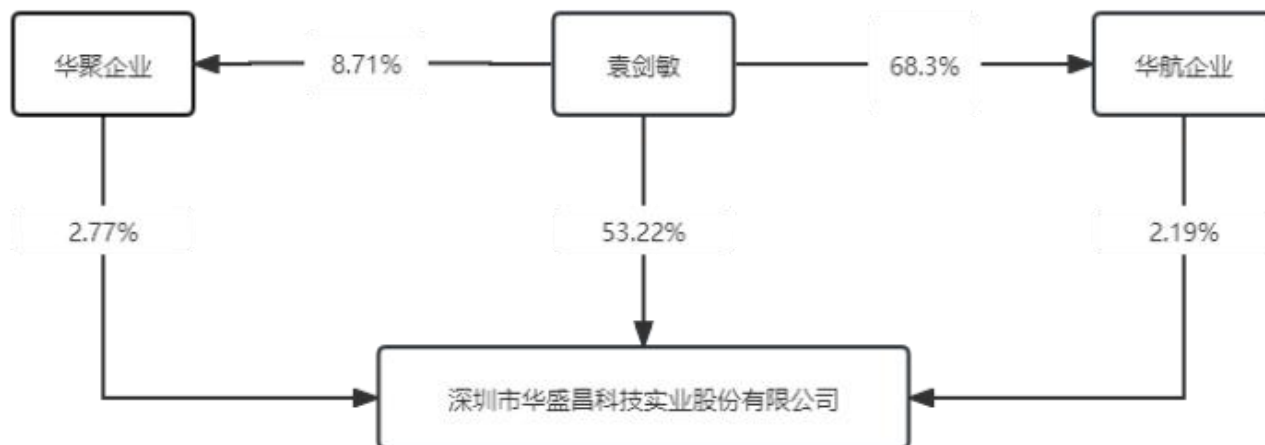 华聚企业
8.71%
袁剑敏
68.3%
华航企业
2.77%
53.22%
2.19%
深圳市华盛昌科技实业股份有限公司